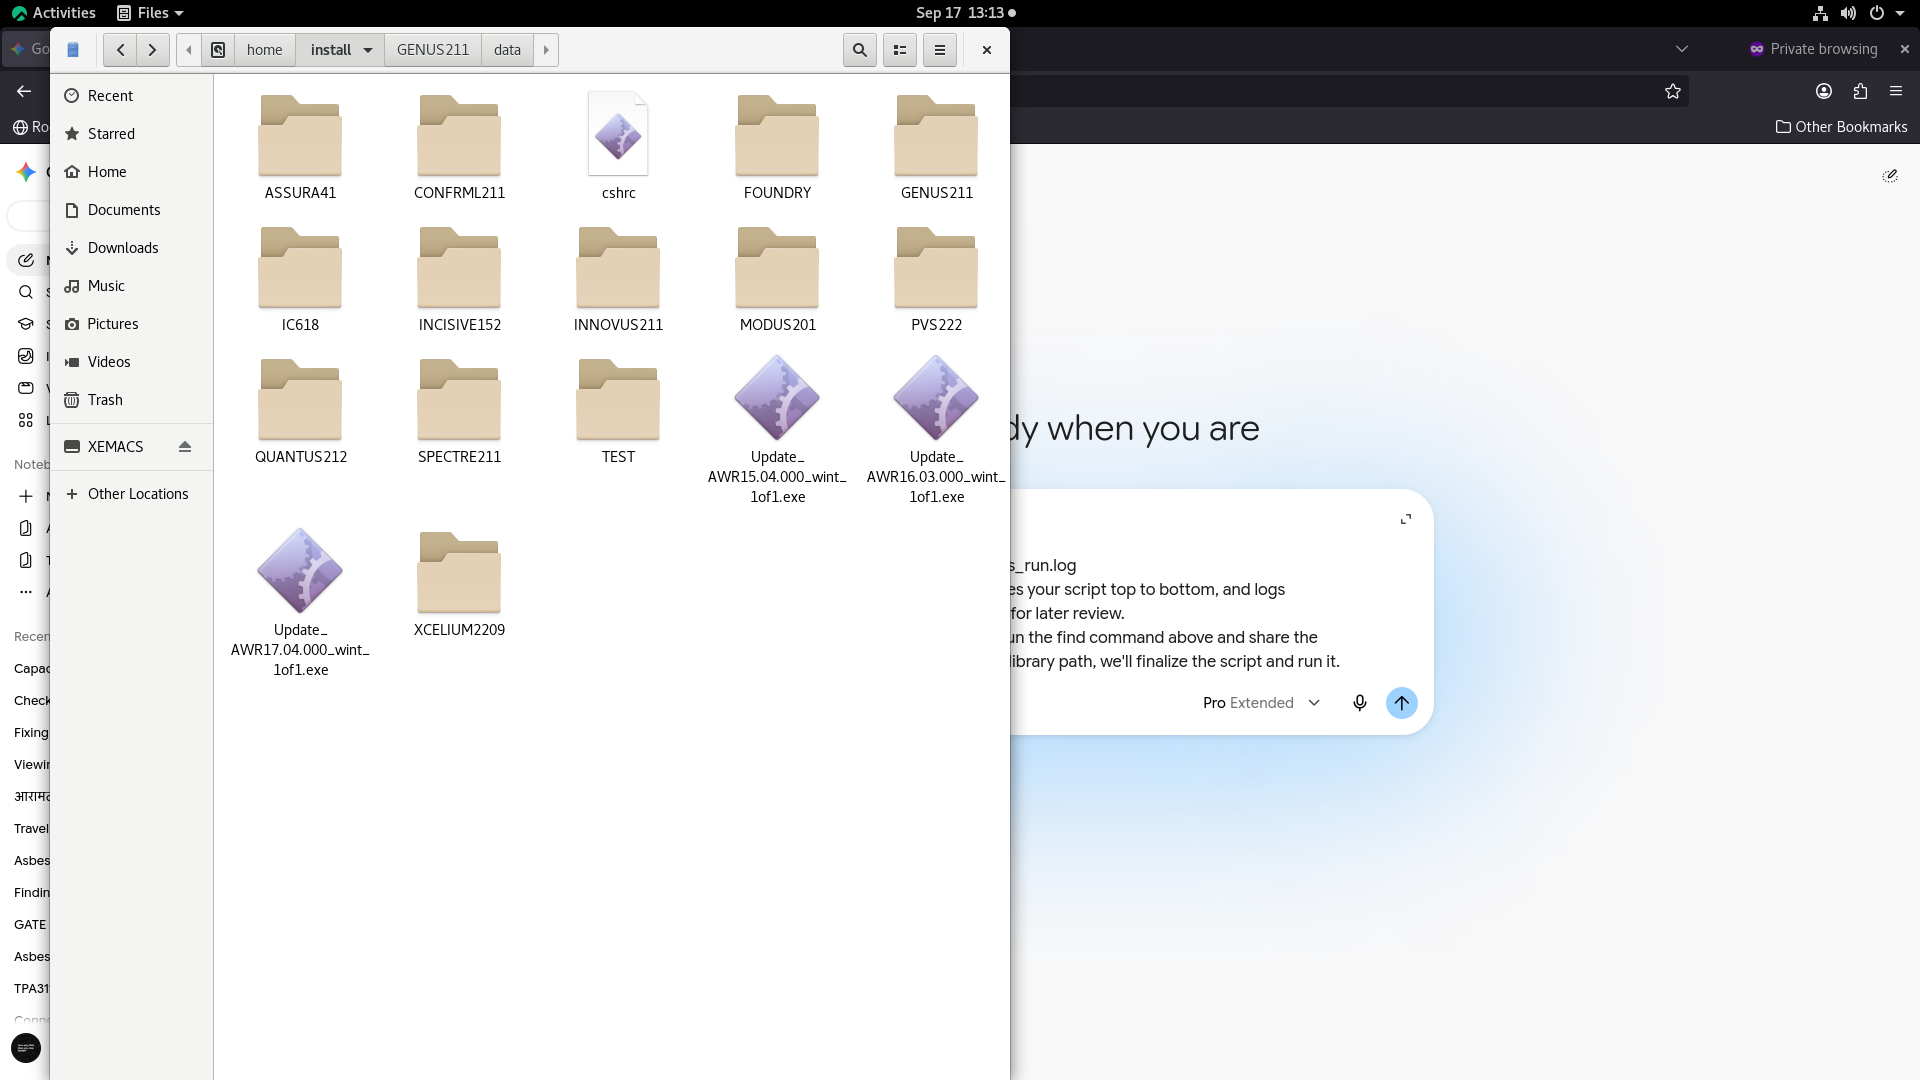 Activities
Files
Sep 17 13:13
Go
home
install
GENUS211
data
Private browsing
Ro
Other Bookmarks
Recent
Starred
Home
Documents
Downloads
Music
Pictures
Videos
Trash
XEMACS
Other Locations
ASSURA41
CONFRML211
cshrc
FOUNDRY
GENUS211
IC618
INCISIVE152
INNOVUS211
MODUS201
PVS222
QUANTUS212
SPECTRE211
TEST
Update_
AWR15.04.000_wint_
1of1.exe
Update_
AWR16.03.000_wint_
1of1.exe
Update_
AWR17.04.000_wint_
1of1.exe
XCELIUM2209
Noteb
Recen
Capac
Check
Fixing
Viewin
Travel
Asbes
Findin
GATE
Asbes
TPA31
dy when you are
s_run.log
es your script top to bottom, and logs
for later review.
un the find command above and share the
library path, we'll finalize the script and run it.
Pro Extended